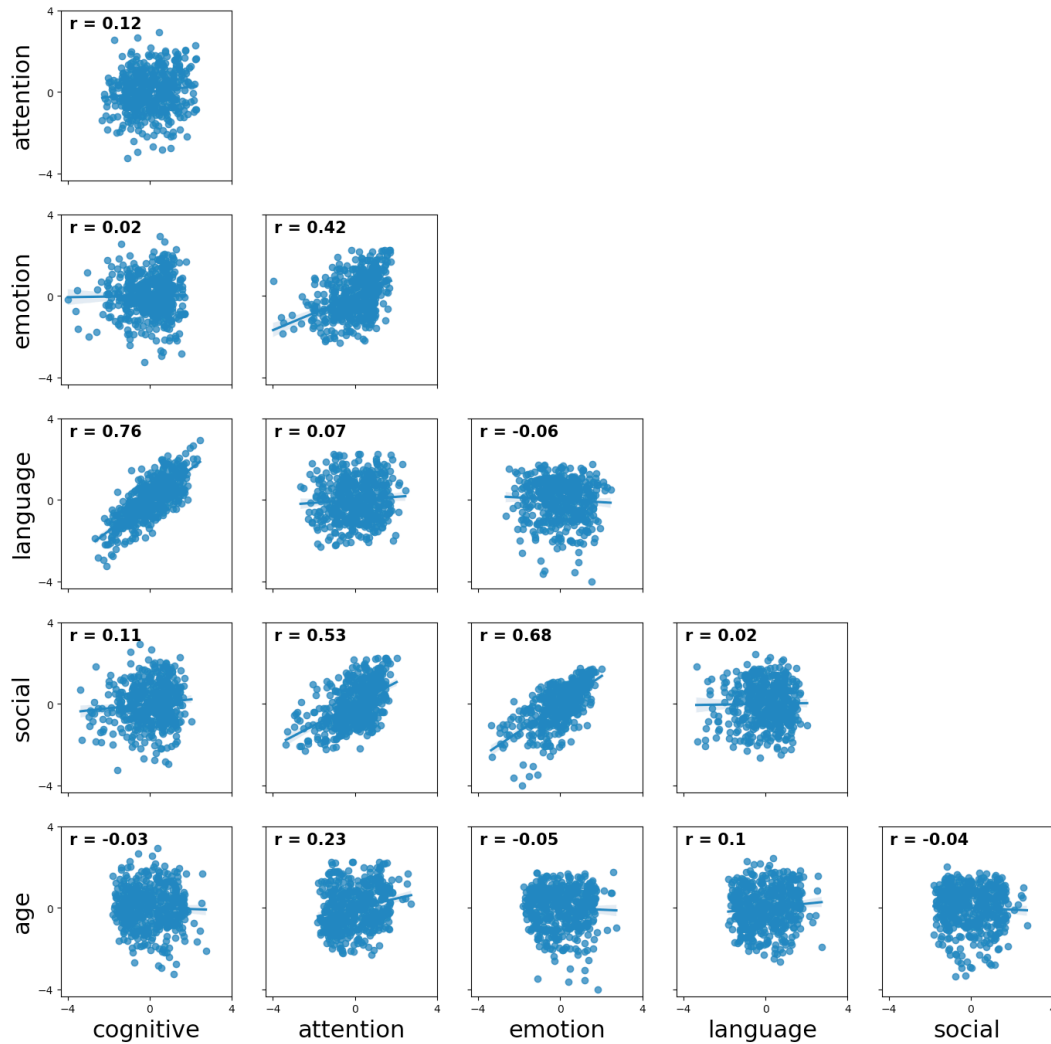 r = 0.12
4
0
−4
attention
r = 0.02
r = 0.42
4
0
−4
emotion
r = 0.76
r = 0.07
r = -0.06
4
0
−4
language
r = 0.11
r = 0.53
r = 0.68
r = 0.02
4
0
−4
social
r = -0.03
r = 0.23
r = -0.05
r = 0.1
r = -0.04
4
0
−4
age
−4 0 4
−4 0 4
−4 0 4
−4 0 4
−4 0 4
cognitive
attention
emotion
language
social